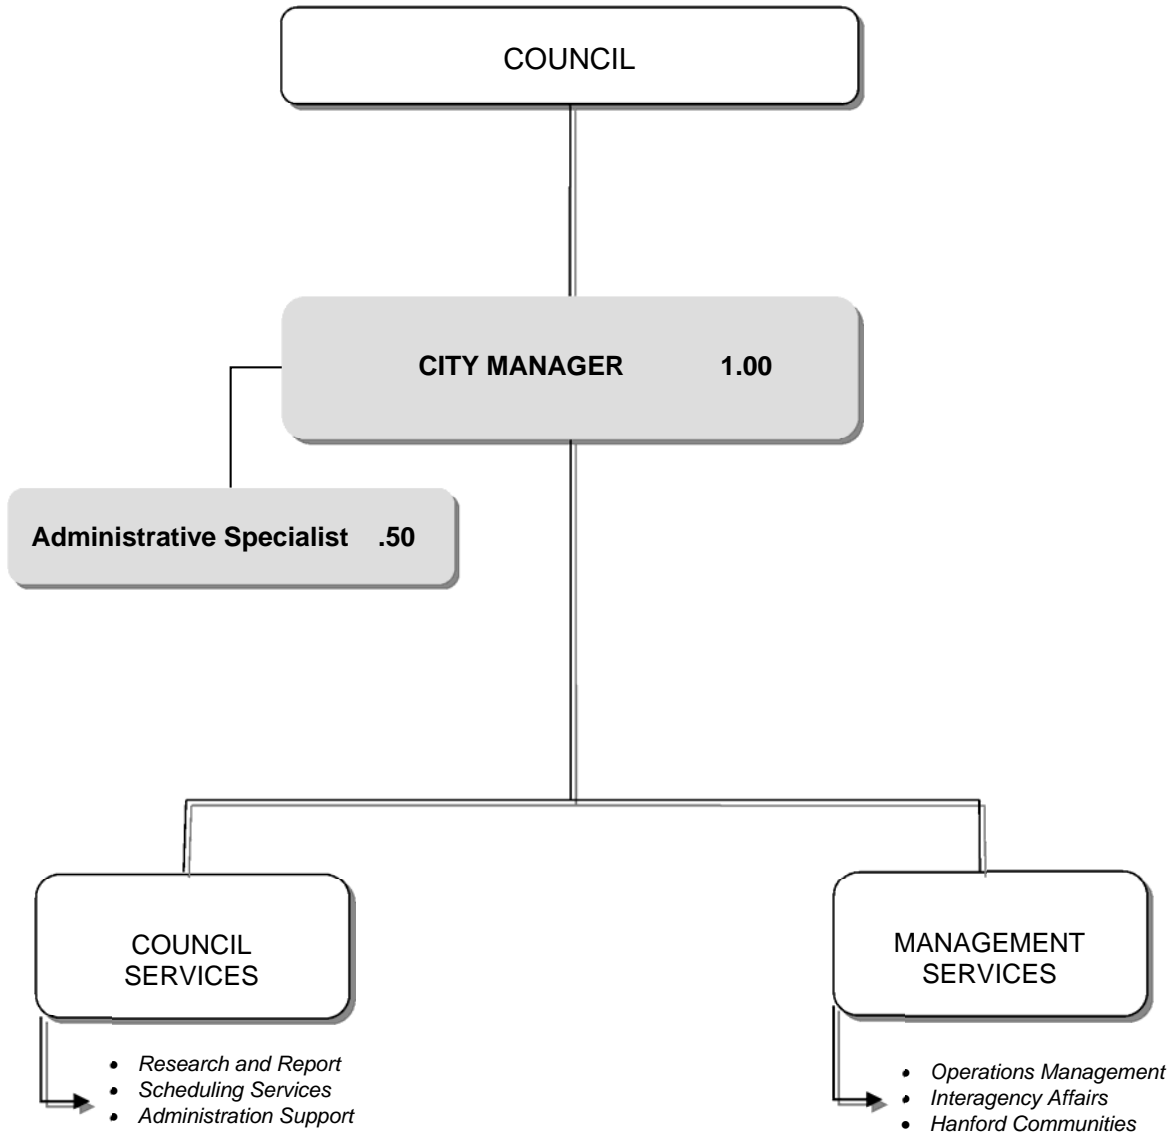 COUNCIL
CITY MANAGER 1.00
Administrative Specialist .50
COUNCIL
SERVICES
• Research and Report
• Scheduling Services
• Administration Support
MANAGEMENT
SERVICES
• Operations Management
• Interagency Affairs
• Hanford Communities